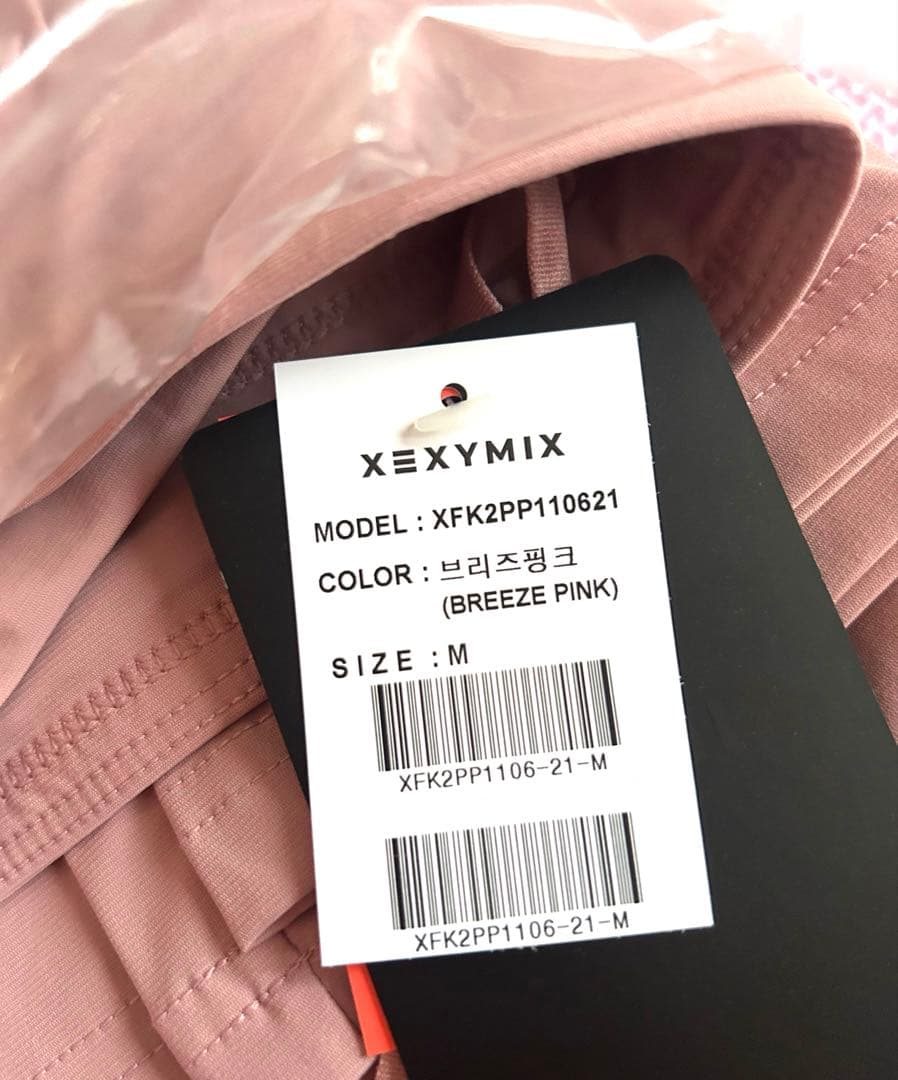 XEXYMIX
MODEL : XFK2PP110621
COLOR : 브리즈핑크
(BREEZE PINK)
SIZE : M
XFK2PP1106-21-M
XFK2PP1106-21-M